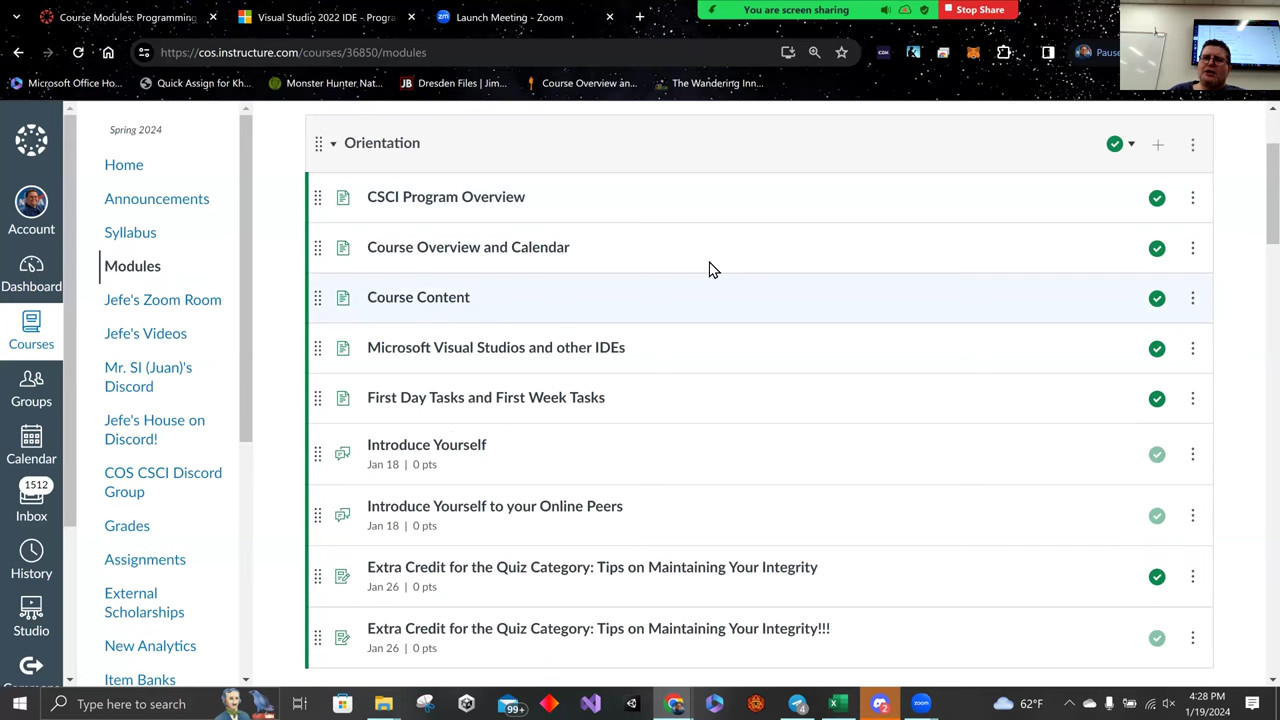 Course Modules: Programming
Visual Studio 2022 IDE - Progra
Launch Meeting - Zoom
You are screen sharing
Stop Share
https://cos.instructure.com/courses/36850/modules
Pause
Microsoft Office Ho...
Quick Assign for Kh...
Monster Hunter Nat...
Dresden Files | Jim...
Course Overview an...
The Wandering Inn...
Spring 2024
Home
Announcements
Syllabus
Modules
Jefe's Zoom Room
Jefe's Videos
Mr. SI (Juan)'s
Discord
Jefe's House on
Discord!
COS CSCI Discord
Group
Grades
Assignments
External
Scholarships
New Analytics
Item Banks
Account
Dashboard
Courses
Groups
Calendar
1512
Inbox
History
Studio
Orientation
CSCI Program Overview
Course Overview and Calendar
Course Content
Microsoft Visual Studios and other IDEs
First Day Tasks and First Week Tasks
Introduce Yourself
Jan 18 | 0 pts
Introduce Yourself to your Online Peers
Jan 18 | 0 pts
Extra Credit for the Quiz Category: Tips on Maintaining Your Integrity
Jan 26 | 0 pts
Extra Credit for the Quiz Category: Tips on Maintaining Your Integrity!!!
Jan 26 | 0 pts
Type here to search
99+
4
2
zoom
62°F
4:28 PM
1/19/2024